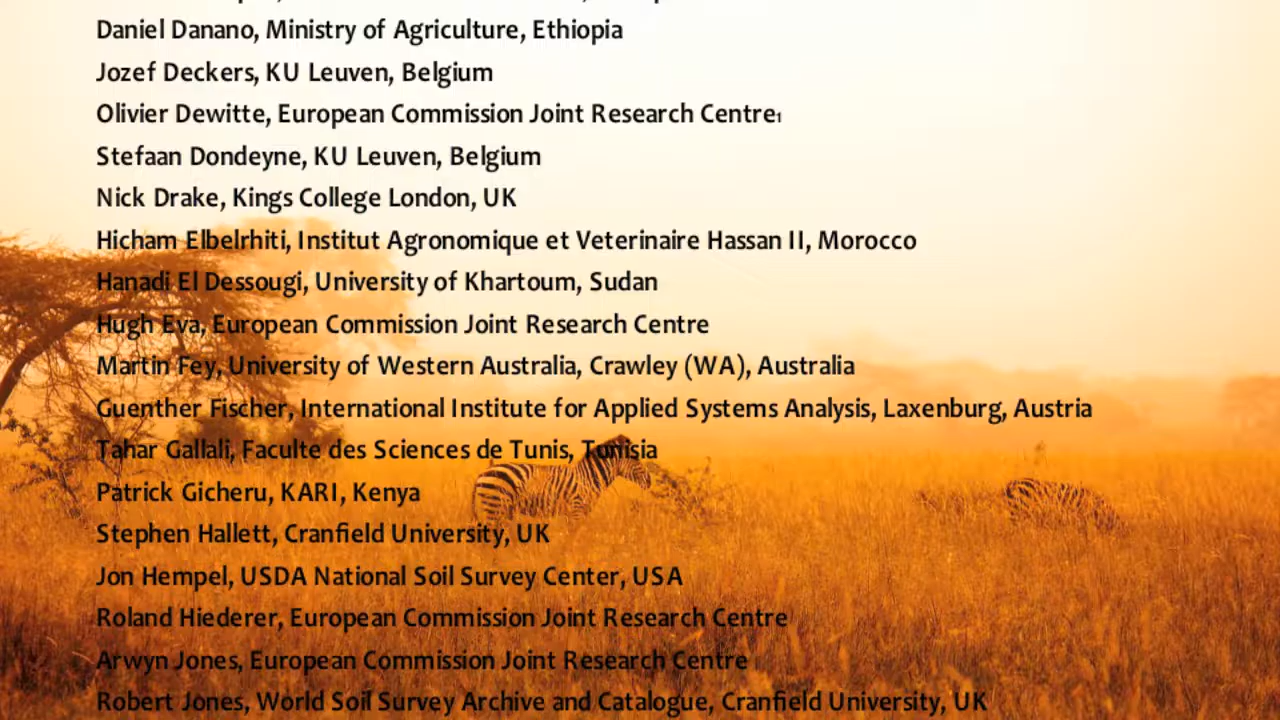 Daniel Danano, Ministry of Agriculture, Ethiopia
Jozef Deckers, KU Leuven, Belgium
Olivier Dewitte, European Commission Joint Research Centre1
Stefaan Dondeyne, KU Leuven, Belgium
Nick Drake, Kings College London, UK
Hicham Elbelrhiti, Institut Agronomique et Veterinaire Hassan II, Morocco
Hanadi El Dessougi, University of Khartoum, Sudan
Hugh Eva, European Commission Joint Research Centre
Martin Fey, University of Western Australia, Crawley (WA), Australia
Guenther Fischer, International Institute for Applied Systems Analysis, Laxenburg, Austria
Tahar Gallali, Faculte des Sciences de Tunis, Tunisia
Patrick Gicheru, KARI, Kenya
Stephen Hallett, Cranfield University, UK
Jon Hempel, USDA National Soil Survey Center, USA
Roland Hiederer, European Commission Joint Research Centre
Arwyn Jones, European Commission Joint Research Centre
Robert Jones, World Soil Survey Archive and Catalogue, Cranfield University, UK